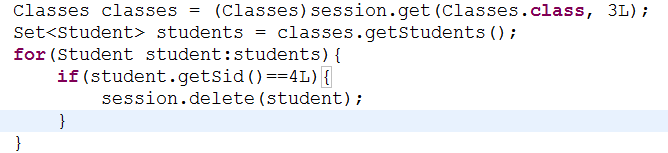 Classes classes = (Classes)session.get(Classes.class, 3L);
Set<Student> students = classes.getStudents();
for(Student student:students){
    if(student.getSid()==4L){
        session.delete(student);
    }
}